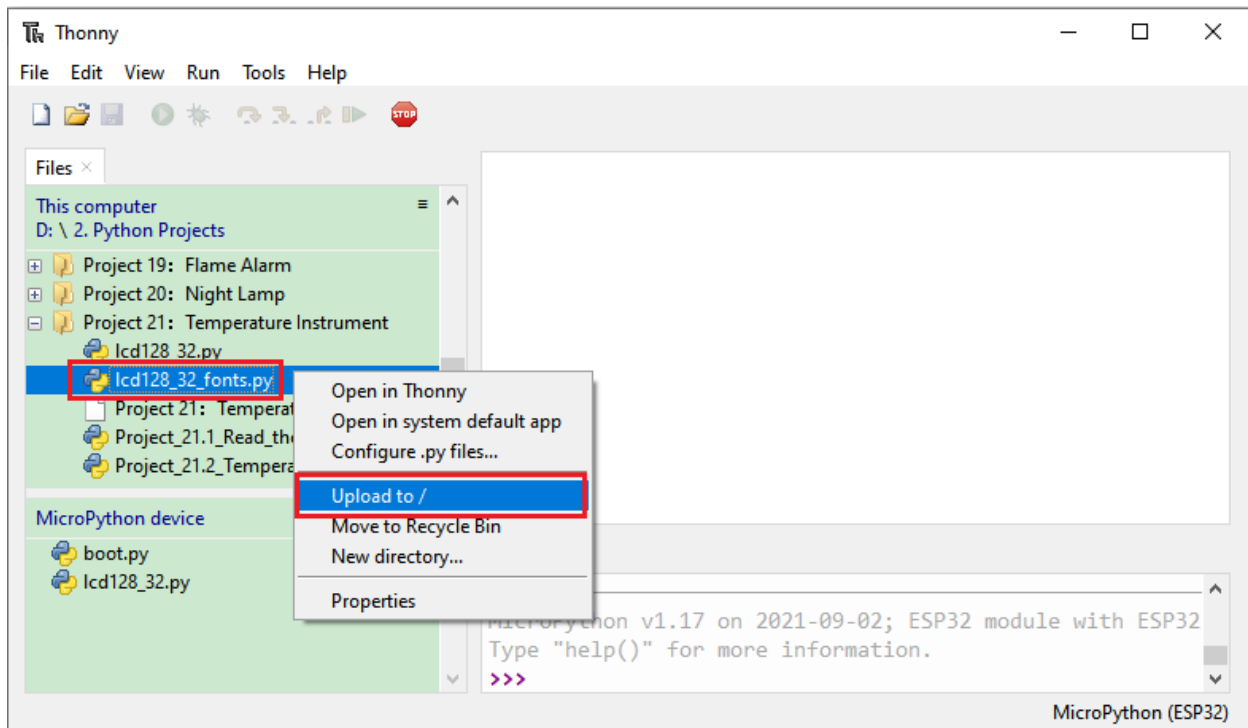 Thonny
File Edit View Run Tools Help
STOP
Files
This computer
D: \ 2. Python Projects
Project 19：Flame Alarm
Project 20：Night Lamp
Project 21：Temperature Instrument
lcd128_32.py
lcd128_32_fonts.py
Project 21：Temperat
Project_21.1_Read_the
Project_21.2_Tempera
Open in Thonny
Open in system default app
Configure .py files...
Upload to /
Move to Recycle Bin
New directory...
Properties
MicroPython device
boot.py
lcd128_32.py
MicroPython v1.17 on 2021-09-02; ESP32 module with ESP32
Type "help()" for more information.
>>>
MicroPython (ESP32)